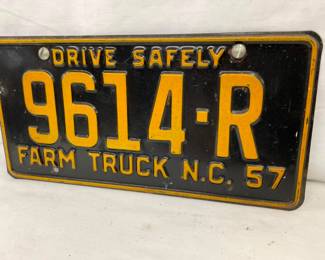 DRIVE SAFELY
9614-R
FARM TRUCK N.C. 57